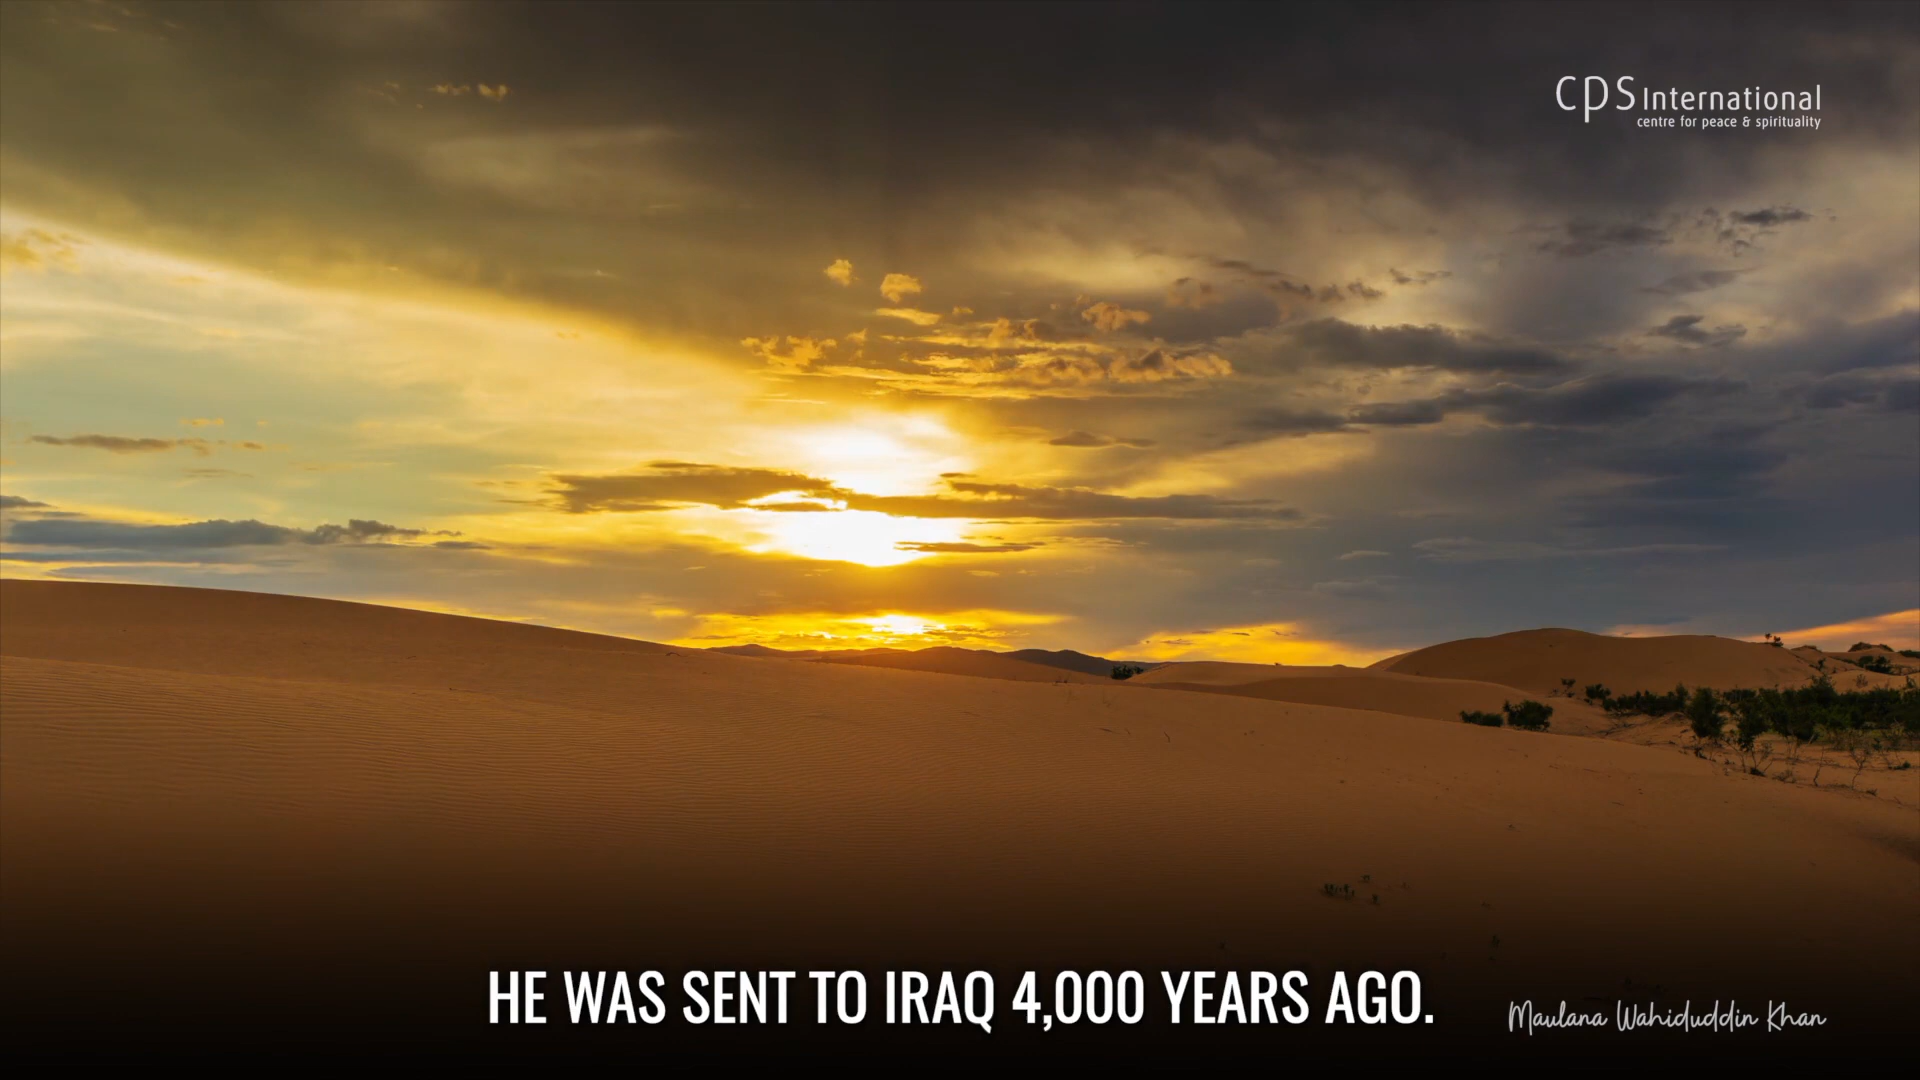 cps International
centre for peace & spirituality
HE WAS SENT TO IRAQ 4,000 YEARS AGO.
Maulana Wahiduddin Khan